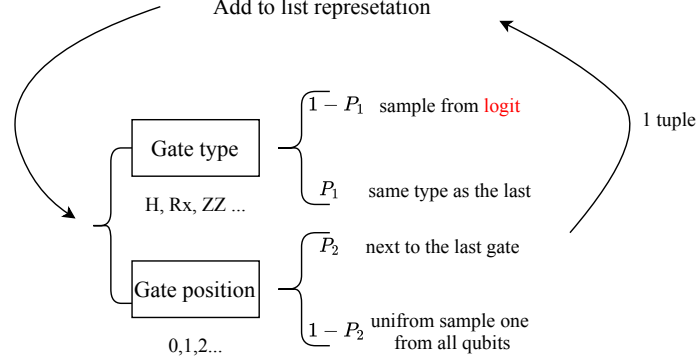 Add to list represetation
1 − P1 sample from logit
1 tuple
Gate type
P1 same type as the last
H, Rx, ZZ ...
P2 next to the last gate
Gate position
1 − P2 unifrom sample one
from all qubits
0,1,2...